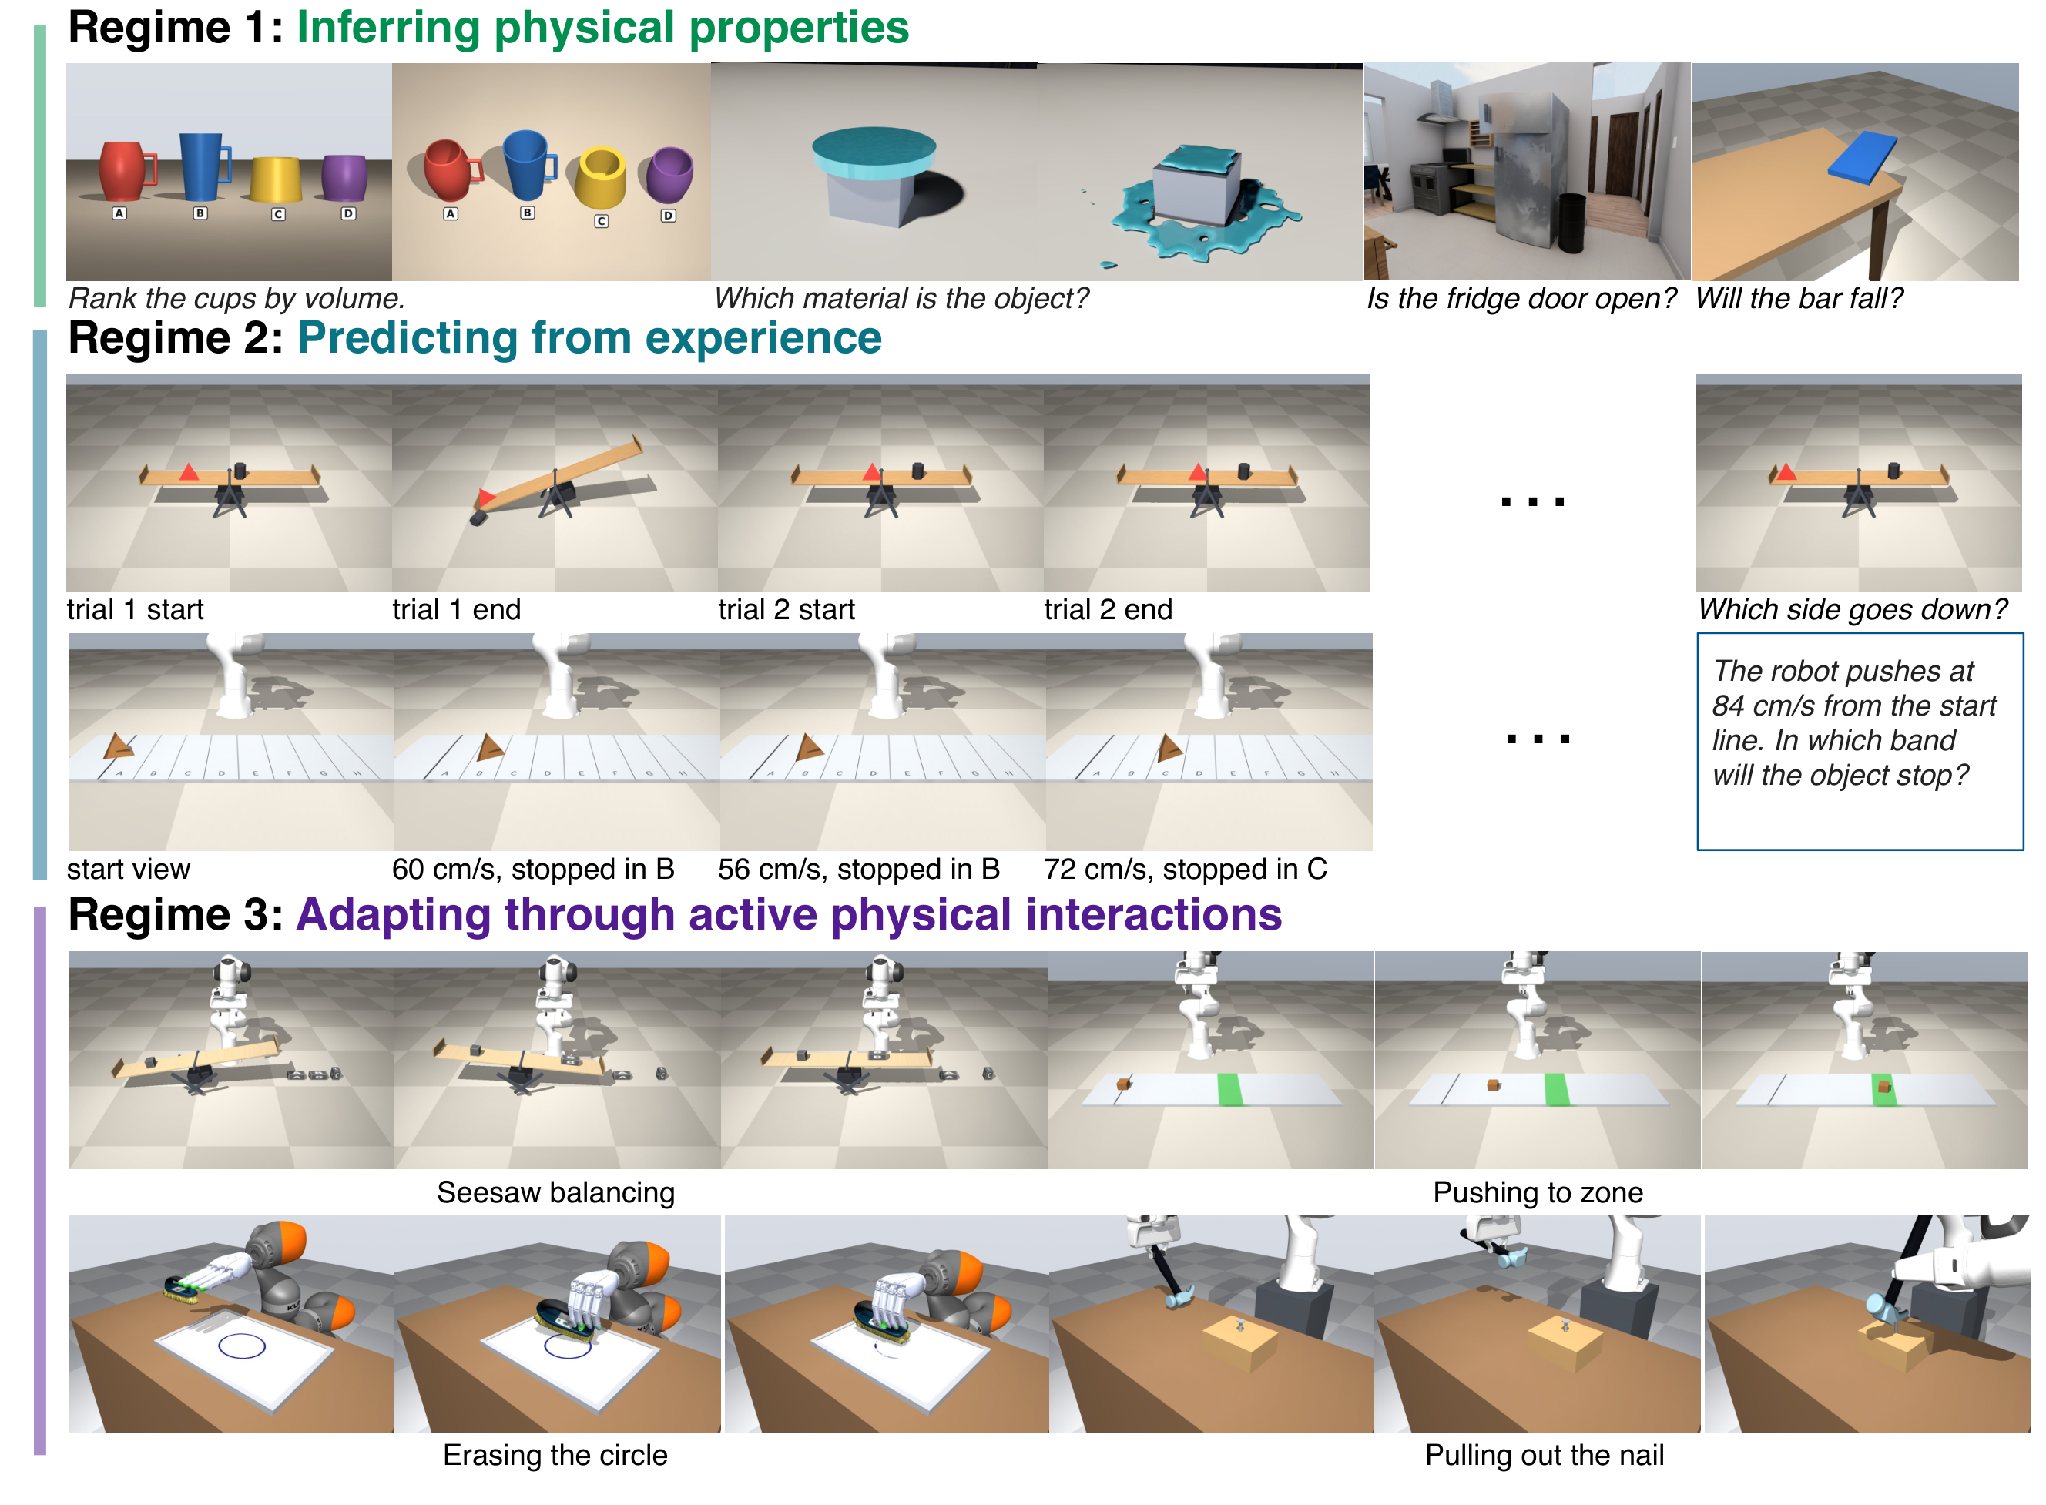 Regime 1: Inferring physical properties
A B C D
A B C D
Rank the cups by volume.
Which material is the object?
Is the fridge door open?
Will the bar fall?
Regime 2: Predicting from experience
...
trial 1 start
trial 1 end
trial 2 start
trial 2 end
Which side goes down?
A B C D E F G H
A B C D E F G H
A B C D E F G H
A B C D E F G H
...
The robot pushes at
84 cm/s from the start
line. In which band
will the object stop?
start view
60 cm/s, stopped in B
56 cm/s, stopped in B
72 cm/s, stopped in C
Regime 3: Adapting through active physical interactions
Seesaw balancing
Pushing to zone
Erasing the circle
Pulling out the nail